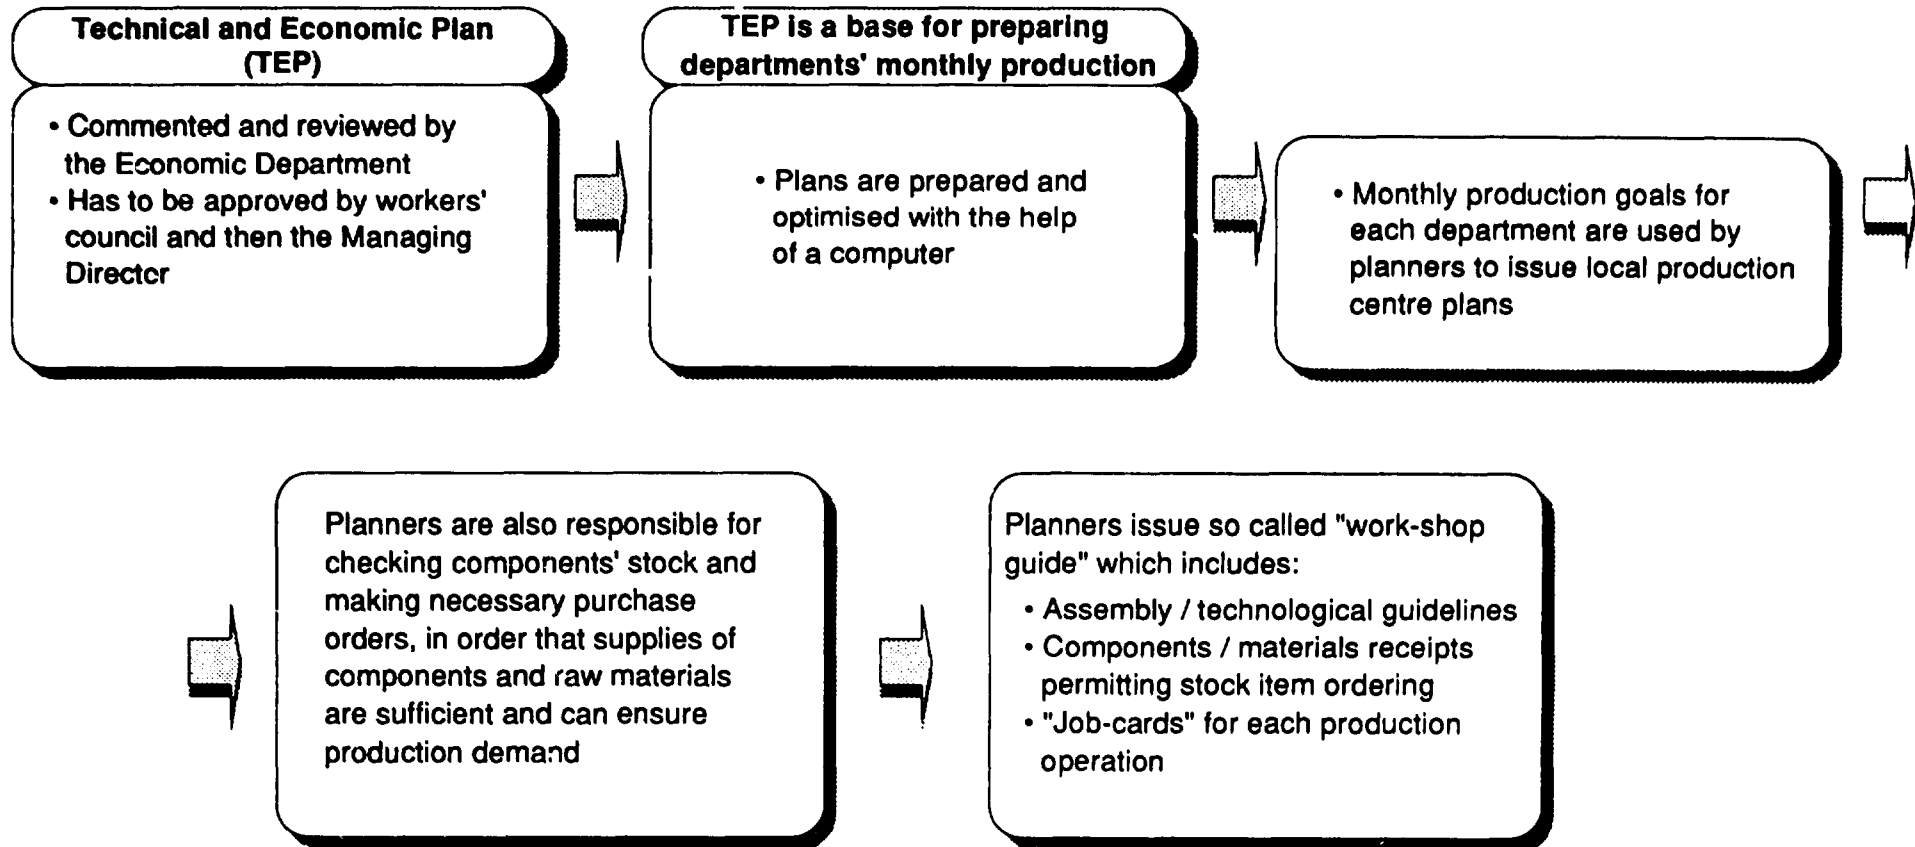 Technical and Economic Plan
(TEP)
• Commented and reviewed by
the Economic Department
• Has to be approved by workers'
council and then the Managing
Director
TEP is a base for preparing
departments' monthly production
• Plans are prepared and
optimised with the help
of a computer
• Monthly production goals for
each department are used by
planners to issue local production
centre plans
Planners are also responsible for
checking components' stock and
making necessary purchase
orders, in order that supplies of
components and raw materials
are sufficient and can ensure
production demand
Planners issue so called "work-shop
guide" which includes:
• Assembly / technological guidelines
• Components / materials receipts
permitting stock item ordering
• "Job-cards" for each production
operation